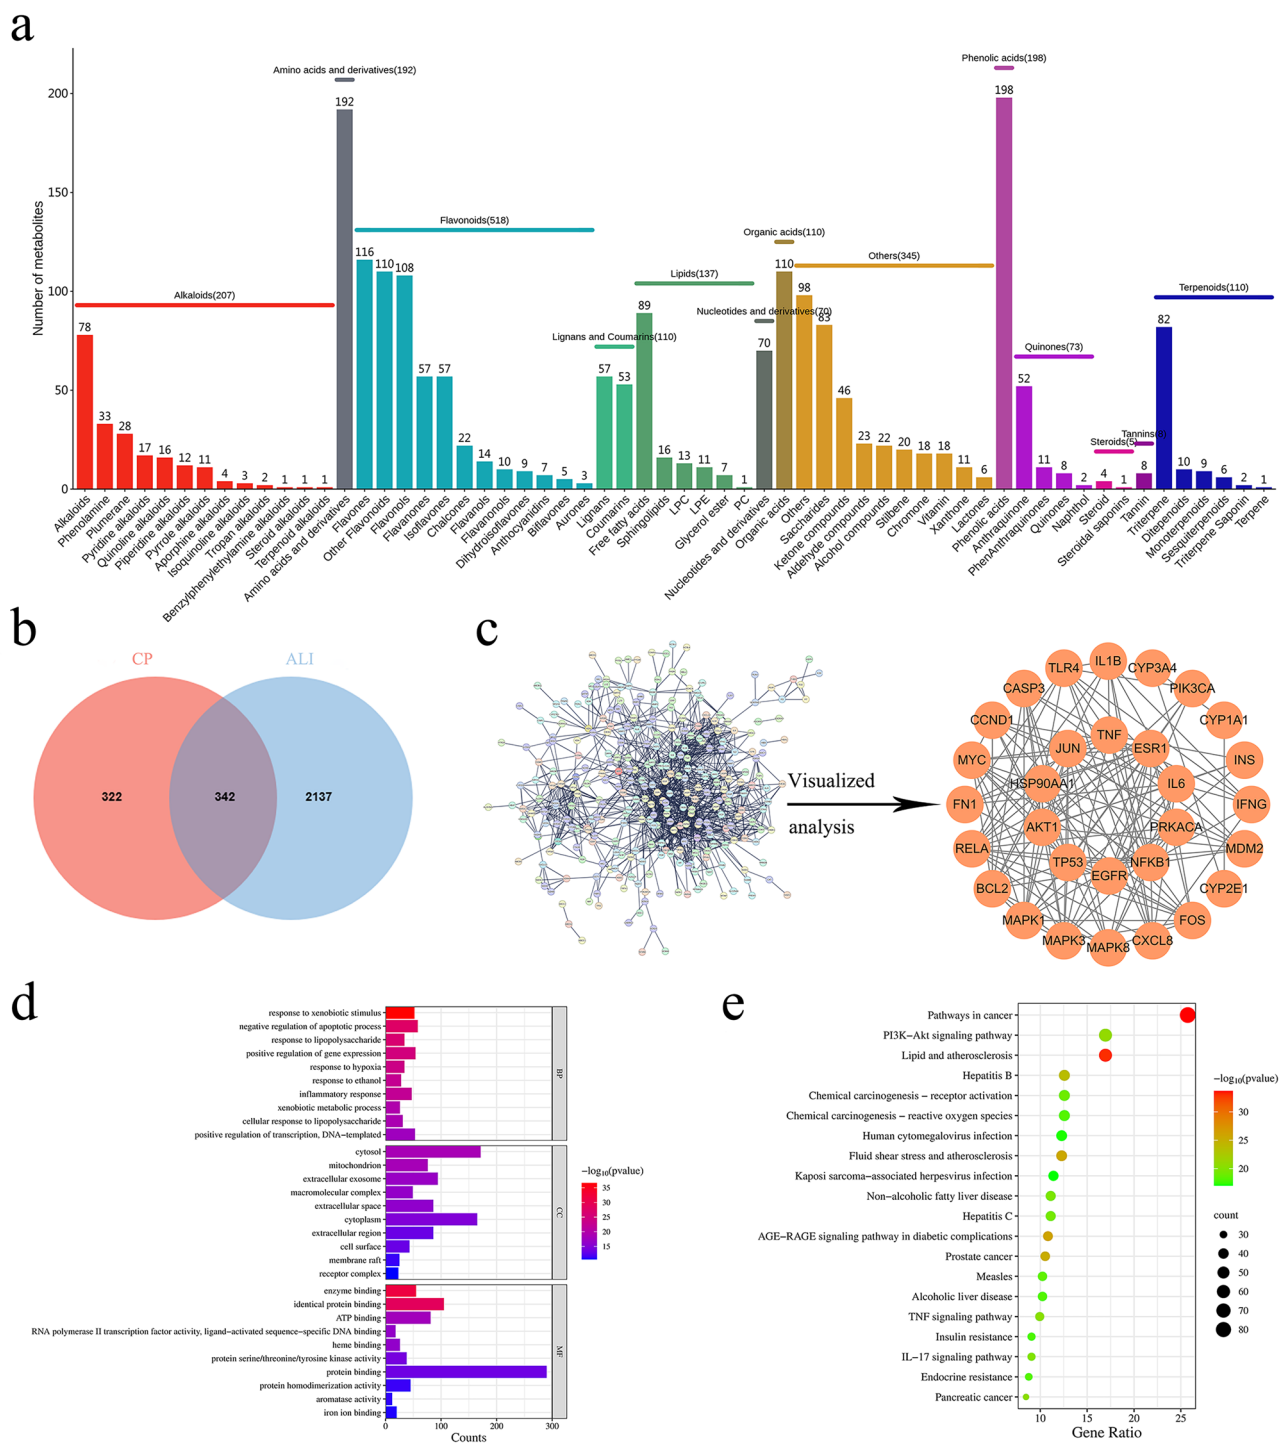 a
Number of metabolites
200
150
100
50
0
Alkaloids(207)
Amino acids and derivatives(192)
Flavonoids(518)
Lignans and Coumarins(110)
Lipids(137)
Nucleotides and derivatives(70)
Organic acids(110)
Others(345)
Phenolic acids(198)
Quinones(73)
Steroids(5)
Terpenoids(110)
78
33
28
17
16
12
11
4
3
2
1
1
1
192
116
110
108
57
57
22
14
10
9
7
5
3
57
53
89
16
13
11
7
1
70
110
98
83
46
23
22
20
18
18
11
6
198
52
11
8
2
4
1
8
82
10
9
6
2
1
Alkaloids
Phenolamine
Plumerane
Pyridine alkaloids
Quinoline alkaloids
Piperidine alkaloids
Pyrrole alkaloids
Aporphine alkaloids
Isoquinoline alkaloids
Tropan alkaloids
Benzylphenylethylamine alkaloids
Steroid alkaloids
Terpenoid alkaloids
Amino acids and derivatives
Flavones
Other Flavonoids
Flavonols
Flavanones
Isoflavones
Chalcones
Flavanols
Flavanonols
Dihydroisoflavones
Anthocyanidins
Biflavones
Aurones
Lignans
Coumarins
Free fatty acids
Sphingolipids
LPC
LPE
Glycerol ester
PC
Nucleotides and derivatives
Organic acids
Others
Saccharides
Ketone compounds
Aldehyde compounds
Alcohol compounds
Stilbene
Chromone
Vitamin
Xanthone
Lactones
Phenolic acids
Anthraquinone
PhenAnthraquinones
Quinones
Naphthol
Steroid
Steroidal saponins
Tannin
Triterpene
Ditepenoids
Monoterpenoids
Sesquiterpenoids
Triterpene Saponin
Terpene
b
CP
ALI
322
342
2137
c
Visualized
analysis
TLR4
IL1B
CYP3A4
CASP3
PIK3CA
CCND1
CYP1A1
TNF
JUN
ESR1
MYC
INS
HSP90AA1
IL6
FN1
IFNG
AKT1
PRKACA
RELA
MDM2
TP53
NFKB1
EGFR
BCL2
CYP2E1
MAPK1
FOS
MAPK3
MAPK8
CXCL8
d
response to xenobiotic stimulus
negative regulation of apoptotic process
response to lipopolysaccharide
positive regulation of gene expression
response to hypoxia
response to ethanol
inflammatory response
xenobiotic metabolic process
cellular response to lipopolysaccharide
positive regulation of transcription, DNA−templated
BP
cytosol
mitochondrion
extracellular exosome
macromolecular complex
extracellular space
cytoplasm
extracellular region
cell surface
membrane raft
receptor complex
CC
enzyme binding
identical protein binding
ATP binding
RNA polymerase II transcription factor activity, ligand−activated sequence−specific DNA binding
heme binding
protein serine/threonine/tyrosine kinase activity
protein binding
protein homodimerization activity
aromatase activity
iron ion binding
MF
0
100
200
300
Counts
−log10(pvalue)
35
30
25
20
15
e
Pathways in cancer
PI3K−Akt signaling pathway
Lipid and atherosclerosis
Hepatitis B
Chemical carcinogenesis − receptor activation
Chemical carcinogenesis − reactive oxygen species
Human cytomegalovirus infection
Fluid shear stress and atherosclerosis
Kaposi sarcoma−associated herpesvirus infection
Non−alcoholic fatty liver disease
Hepatitis C
AGE−RAGE signaling pathway in diabetic complications
Prostate cancer
Measles
Alcoholic liver disease
TNF signaling pathway
Insulin resistance
IL−17 signaling pathway
Endocrine resistance
Pancreatic cancer
10
15
20
25
Gene Ratio
−log10(pvalue)
30
25
20
count
30
40
50
60
70
80